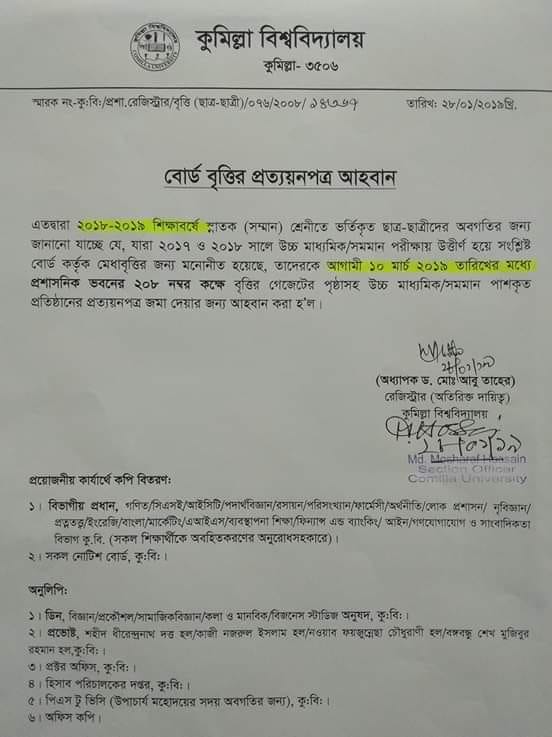 কুমিল্লা বিশ্ববিদ্যালয়
কুমিল্লা- ৩৫০৬
স্মারক নং-কু:বি:/প্রশা.রেজিস্ট্রার/বৃত্তি (ছাত্র-ছাত্রী)/০৭৬/২০০৮/ তারিখ: ২৮/০১/২০১৯খ্রি.
বোর্ড বৃত্তির প্রত্যয়নপত্র আহবান
এতদ্বারা ২০১৮-২০১৯ শিক্ষাবর্ষে স্নাতক (সম্মান) শ্রেনীতে ভর্তিকৃত ছাত্র-ছাত্রীদের অবগতির জন্য
জানানো যাচ্ছে যে, যারা ২০১৭ ও ২০১৮ সালে উচ্চ মাধ্যমিক/সমমান পরীক্ষায় উত্তীর্ণ হয়ে সংশ্লিষ্ট
বোর্ড কর্তৃক মেধাবৃত্তির জন্য মনোনীত হয়েছে, তাদেরকে আগামী ১০ মার্চ ২০১৯ তারিখের মধ্যে
প্রশাসনিক ভবনের ২০৮ নম্বর কক্ষে বৃত্তির গেজেটের পৃষ্ঠাসহ উচ্চ মাধ্যমিক/সমমান পাশকৃত
প্রতিষ্ঠানের প্রত্যয়নপত্র জমা দেয়ার জন্য আহবান করা হ'ল।
(অধ্যাপক ড. মোঃ আবু তাহের)
রেজিস্ট্রার (অতিরিক্ত দায়িত্ব)
কুমিল্লা বিশ্ববিদ্যালয়
Md. Mosharaf Hossain
Section Officer
Comilla University
প্রয়োজনীয় কার্যার্থে কপি বিতরণ:
১। বিভাগীয় প্রধান, গণিত/সিএসই/আইসিটি/পদার্থবিজ্ঞান/রসায়ন/পরিসংখ্যান/ফার্মেসী/অর্থনীতি/লোক প্রশাসন/ নৃবিজ্ঞান/
প্রত্নতত্ত্ব/ইংরেজি/বাংলা/মার্কেটিং/এআইএস/ব্যবস্থাপনা শিক্ষা/ফিন্যান্স এন্ড ব্যাংকিং/ আইন/গণযোগাযোগ ও সাংবাদিকতা
বিভাগ কু.বি. (সকল শিক্ষার্থীকে অবহিতকরণের অনুরোধসহকারে)।
২। সকল নোটিশ বোর্ড, কু:বি:।
অনুলিপি:
১। ডিন, বিজ্ঞান/প্রকৌশল/সামাজিকবিজ্ঞান/কলা ও মানবিক/বিজনেস স্টাডিজ অনুষদ, কু:বি:।
২। প্রভোষ্ট, শহীদ ধীরেন্দ্রনাথ দত্ত হল/কাজী নজরুল ইসলাম হল/নওয়াব ফয়জুন্নেছা চৌধুরাণী হল/বঙ্গবন্ধু শেখ মুজিবুর
রহমান হল,কু:বি:।
৩। প্রক্টর অফিস, কু:বি:।
৪। হিসাব পরিচালকের দপ্তর, কু:বি:।
৫। পিএস টু ভিসি (উপাচার্য মহোদয়ের সদয় অবগতির জন্য), কু:বি:।
৬। অফিস কপি।